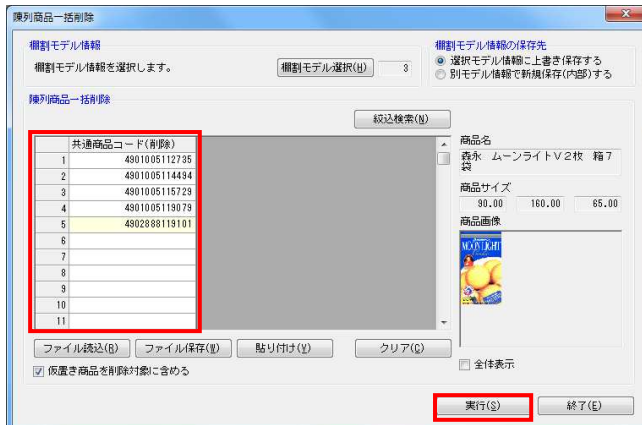 陳列商品一括削除
棚割モデル情報
棚割モデル情報を選択します。
棚割モデル選択(H)
3
棚割モデル情報の保存先
選択モデル情報に上書き保存する
別モデル情報で新規保存(内部)する
陳列商品一括削除
絞込検索(N)
共通商品コード(削除)
1 4901005112735
2 4901005114494
3 4901005115729
4 4901005119079
5 4902888119101
6
7
8
9
10
11
商品名
森永 ムーンライトV2枚 箱7
袋
商品サイズ
90.00 160.00 65.00
商品画像
MOONLIGHT
全体表示
ファイル読込(R) ファイル保存(W) 貼り付け(V) クリア(C)
仮置き商品を削除対象に含める
実行(S) 終了(E)